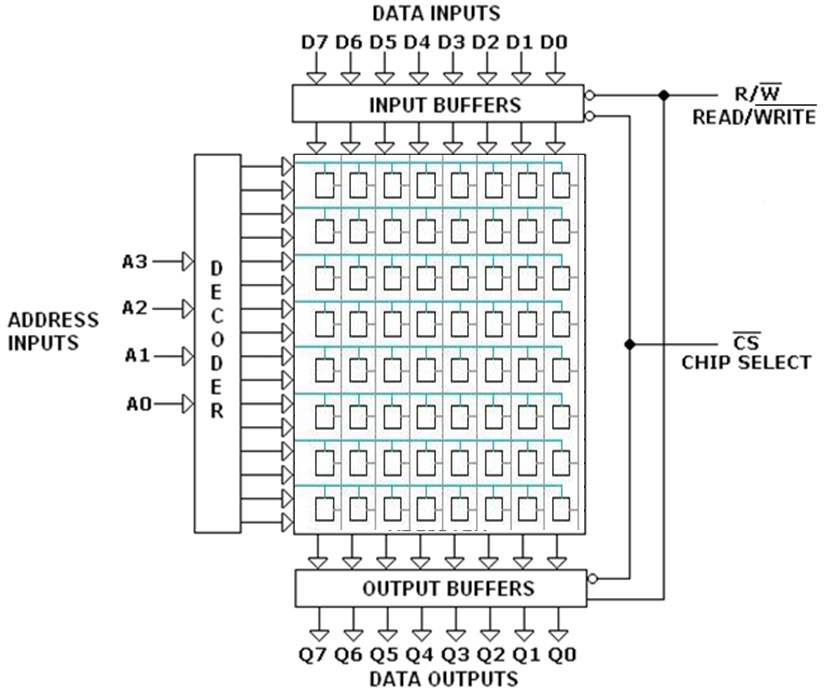 DATA INPUTS
D7 D6 D5 D4 D3 D2 D1 D0
INPUT BUFFERS
R/W
READ/WRITE
A3
A2
A1
A0
ADDRESS
INPUTS
DECODER
CS
CHIP SELECT
OUTPUT BUFFERS
Q7 Q6 Q5 Q4 Q3 Q2 Q1 Q0
DATA OUTPUTS